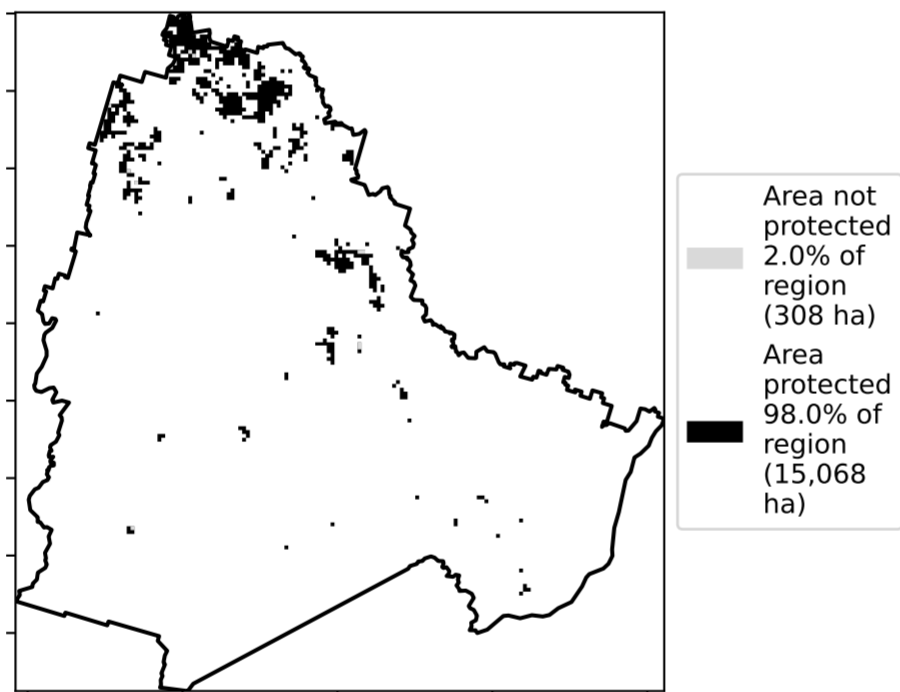 Area not
protected
2.0% of
region
(308 ha)
Area
protected
98.0% of
region
(15,068
ha)